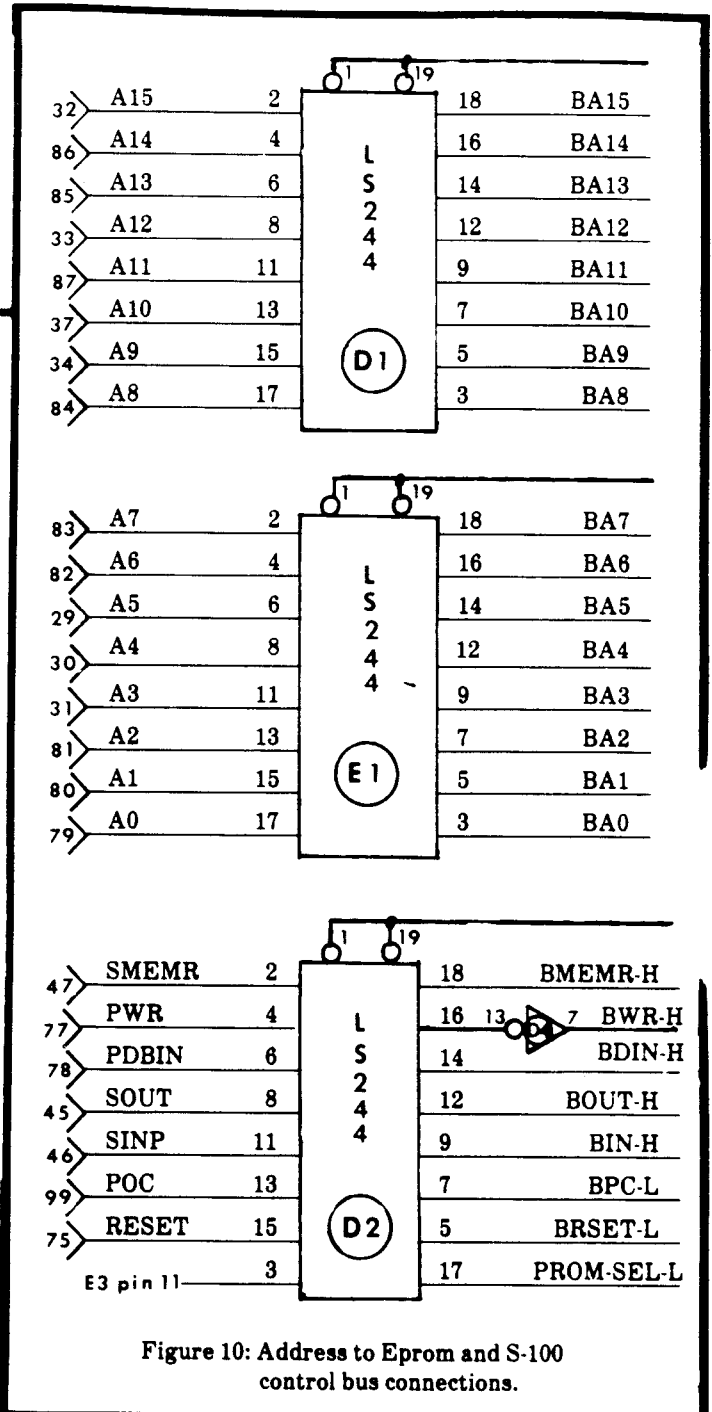 1 19
32 A15 2 18 BA15
86 A14 4 16 BA14
85 A13 6 14 BA13
33 A12 8 12 BA12
87 A11 11 9 BA11
37 A10 13 7 BA10
34 A9 15 5 BA9
84 A8 17 3 BA8
LS244
D1
1 19
83 A7 2 18 BA7
82 A6 4 16 BA6
29 A5 6 14 BA5
30 A4 8 12 BA4
31 A3 11 9 BA3
81 A2 13 7 BA2
80 A1 15 5 BA1
79 A0 17 3 BA0
LS244
E1
1 19
47 SMEMR 2 18 BMEMR-H
77 PWR 4 16 13 7 BWR-H
78 PDBIN 6 14 BDIN-H
45 SOUT 8 12 BOUT-H
46 SINP 11 9 BIN-H
99 POC 13 7 BPC-L
75 RESET 15 5 BRSET-L
E3 pin 11 3 17 PROM-SEL-L
LS244
D2
Figure 10: Address to Eprom and S-100
control bus connections.